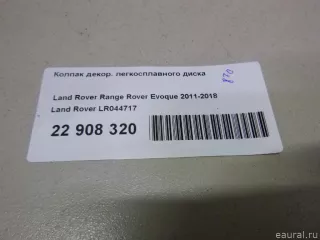 Колпак декор. легкосплавного диска
870
Land Rover Range Rover Evoque 2011-2018
Land Rover LR044717
22 908 320
eaural.ru